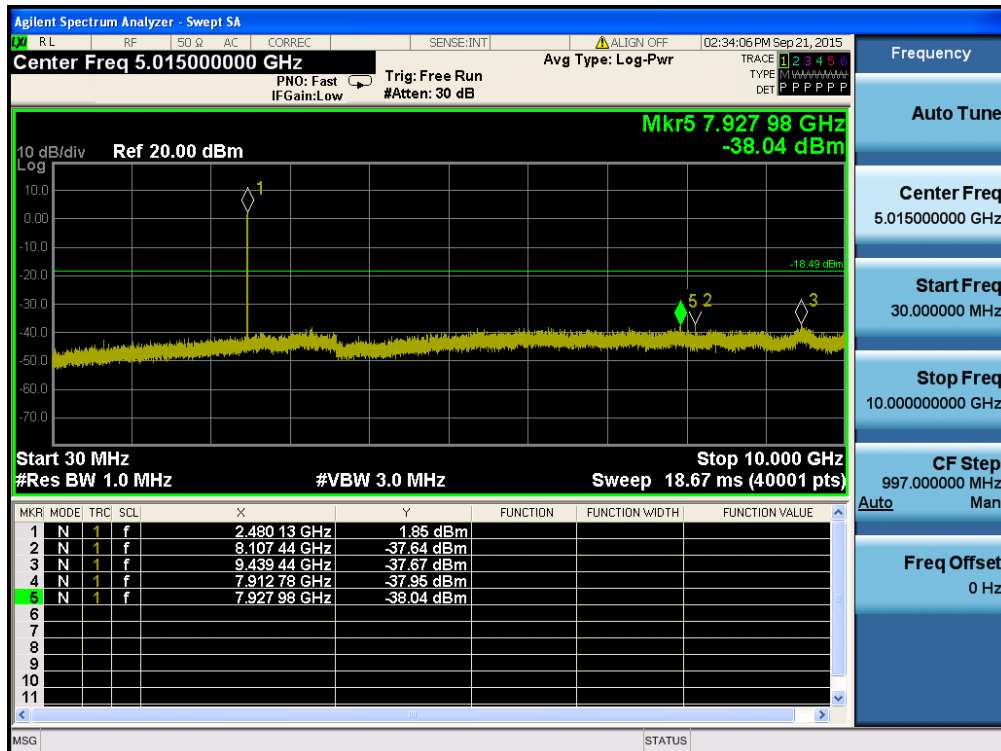 Agilent Spectrum Analyzer - Swept SA
LXI RL RF 50 Ω AC CORREC SENSE:INT ALIGN OFF 02:34:06 PM Sep 21, 2015
Center Freq 5.015000000 GHz
PNO: Fast
IFGain:Low
Trig: Free Run
#Atten: 30 dB
Avg Type: Log-Pwr
TRACE 1 2 3 4 5 6
TYPE M W W W W W
DET P P P P P P
Mkr5 7.927 98 GHz
-38.04 dBm
10 dB/div Ref 20.00 dBm
Log
10.0
0.00
-10.0
-20.0
-30.0
-40.0
-50.0
-60.0
-70.0
1
-18.49 dBm
5 2
3
Start 30 MHz Stop 10.000 GHz
#Res BW 1.0 MHz #VBW 3.0 MHz Sweep 18.67 ms (40001 pts)
MKR MODE TRC SCL X Y FUNCTION FUNCTION WIDTH FUNCTION VALUE
1 N 1 f 2.480 13 GHz 1.85 dBm
2 N 1 f 8.107 44 GHz -37.64 dBm
3 N 1 f 9.439 44 GHz -37.67 dBm
4 N 1 f 7.912 78 GHz -37.95 dBm
5 N 1 f 7.927 98 GHz -38.04 dBm
6
7
8
9
10
11
MSG STATUS
Frequency
Auto Tune
Center Freq
5.015000000 GHz
Start Freq
30.000000 MHz
Stop Freq
10.000000000 GHz
CF Step
997.000000 MHz
Auto Man
Freq Offset
0 Hz